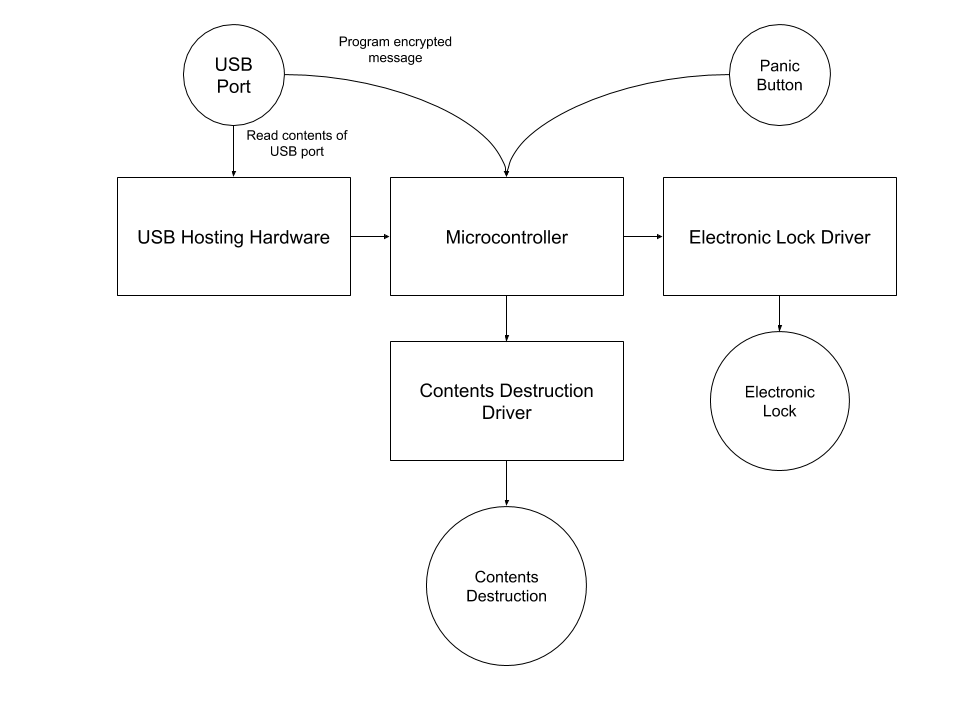 USB
Port
Program encrypted
message
Panic
Button
Read contents of
USB port
USB Hosting Hardware
Microcontroller
Electronic Lock Driver
Contents Destruction
Driver
Electronic
Lock
Contents
Destruction